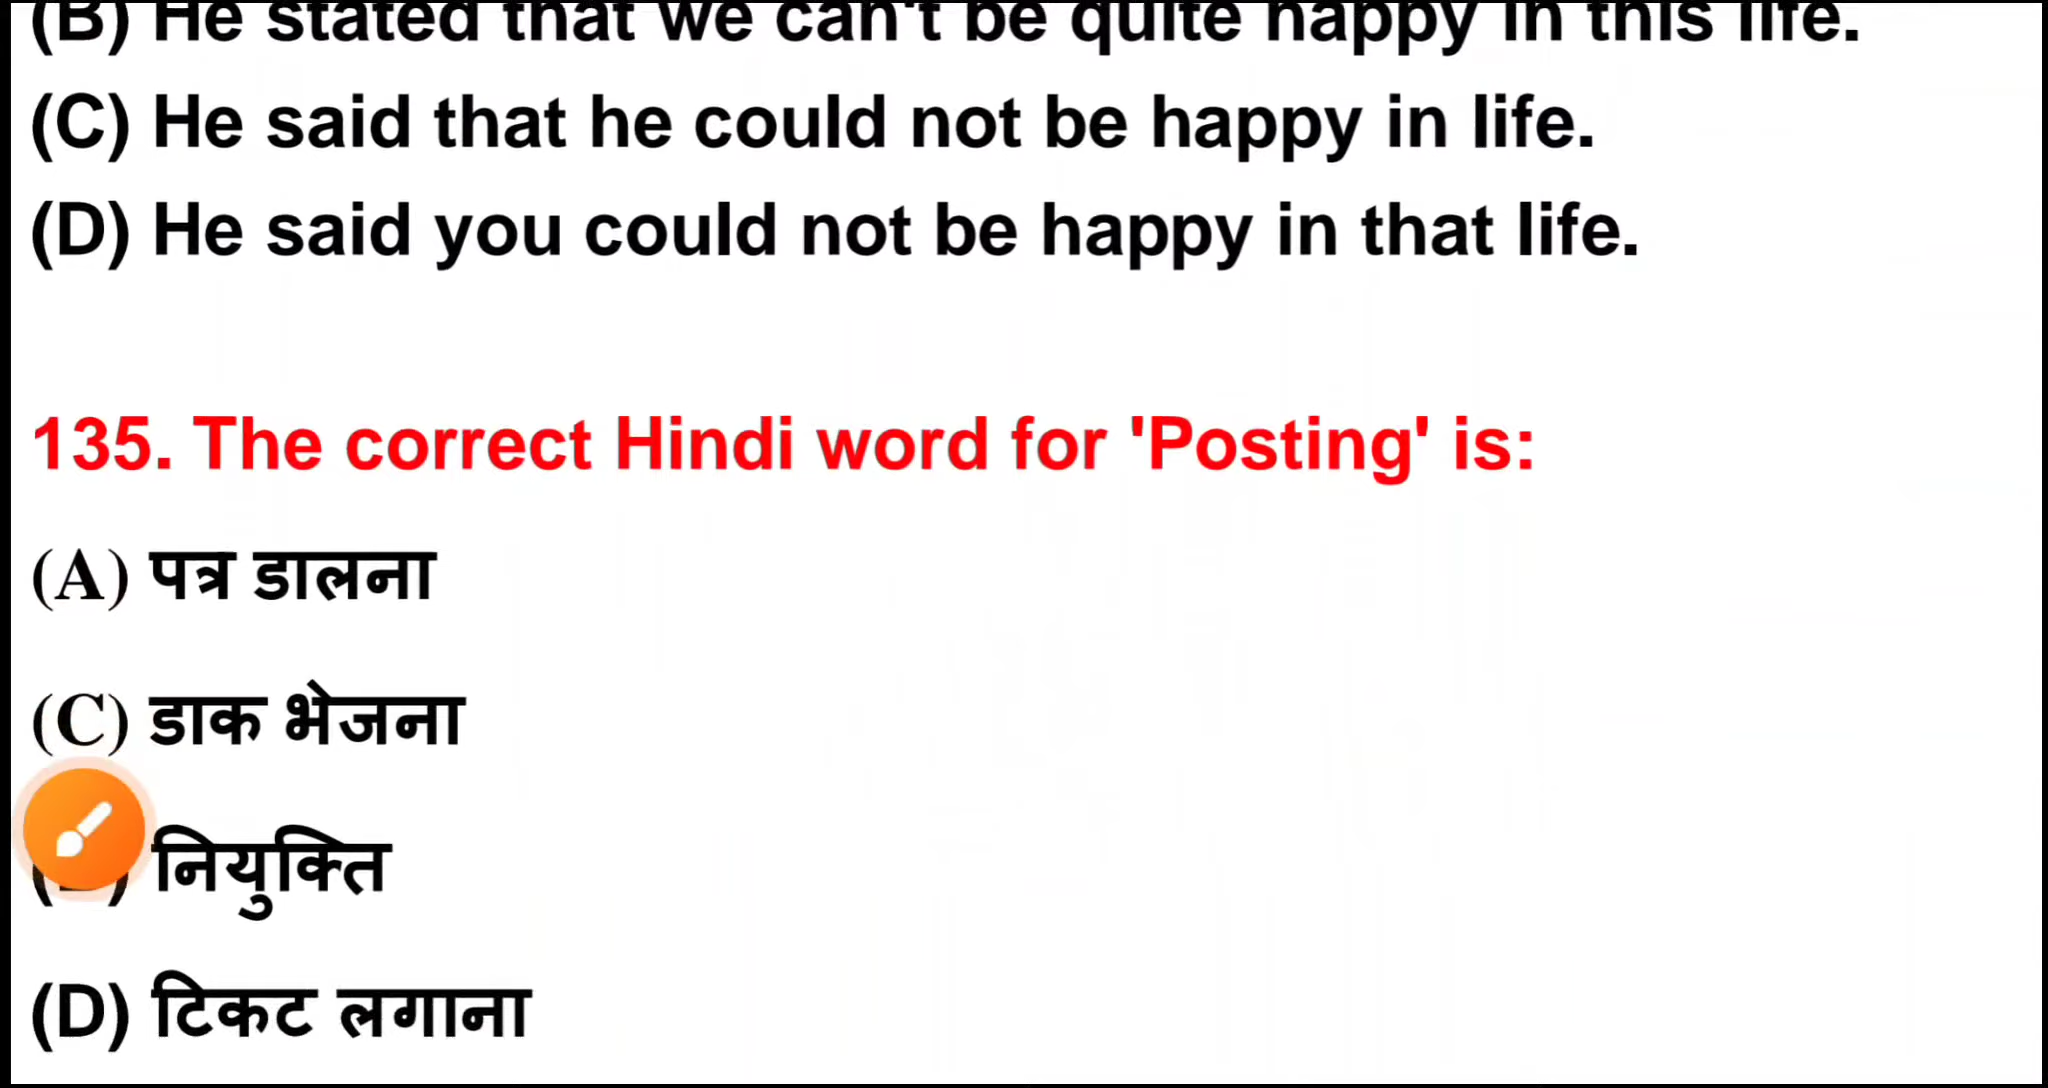 (B) He stated that we can't be quite happy in this life.
(C) He said that he could not be happy in life.
(D) He said you could not be happy in that life.
135. The correct Hindi word for 'Posting' is:
(A) पत्र डालना
(C) डाक भेजना
नियुक्ति
(D) टिकट लगाना